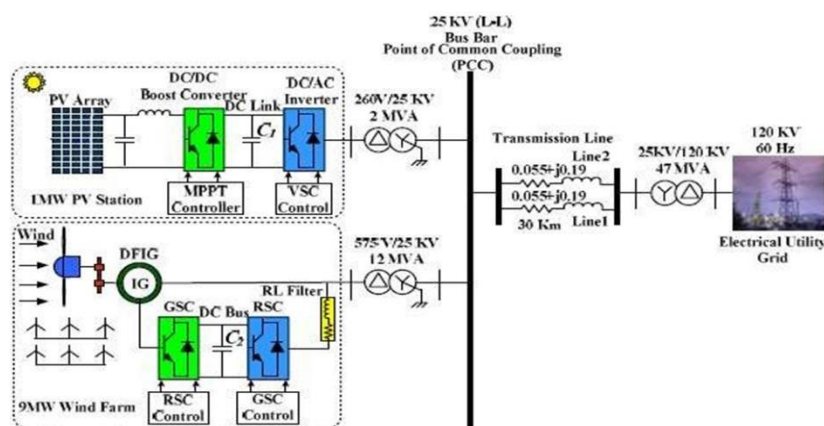 25 KV (L-L)
Bus Bar
Point of Common Coupling
(PCC)
DC/DC
Boost Converter
DC/AC
Inverter
PV Array
DC Link
C1
260V/25 KV
2 MVA
MPPT
Controller
VSC
Control
1MW PV Station
Transmission Line
Line2
0.055+j0.19
0.055+j0.19
30 Km
Line1
25KV/120 KV
47 MVA
120 KV
60 Hz
Electrical Utility
Grid
Wind
DFIG
IG
575V/25 KV
12 MVA
RL Filter
GSC
DC Bus
RSC
C2
RSC
Control
GSC
Control
9MW Wind Farm